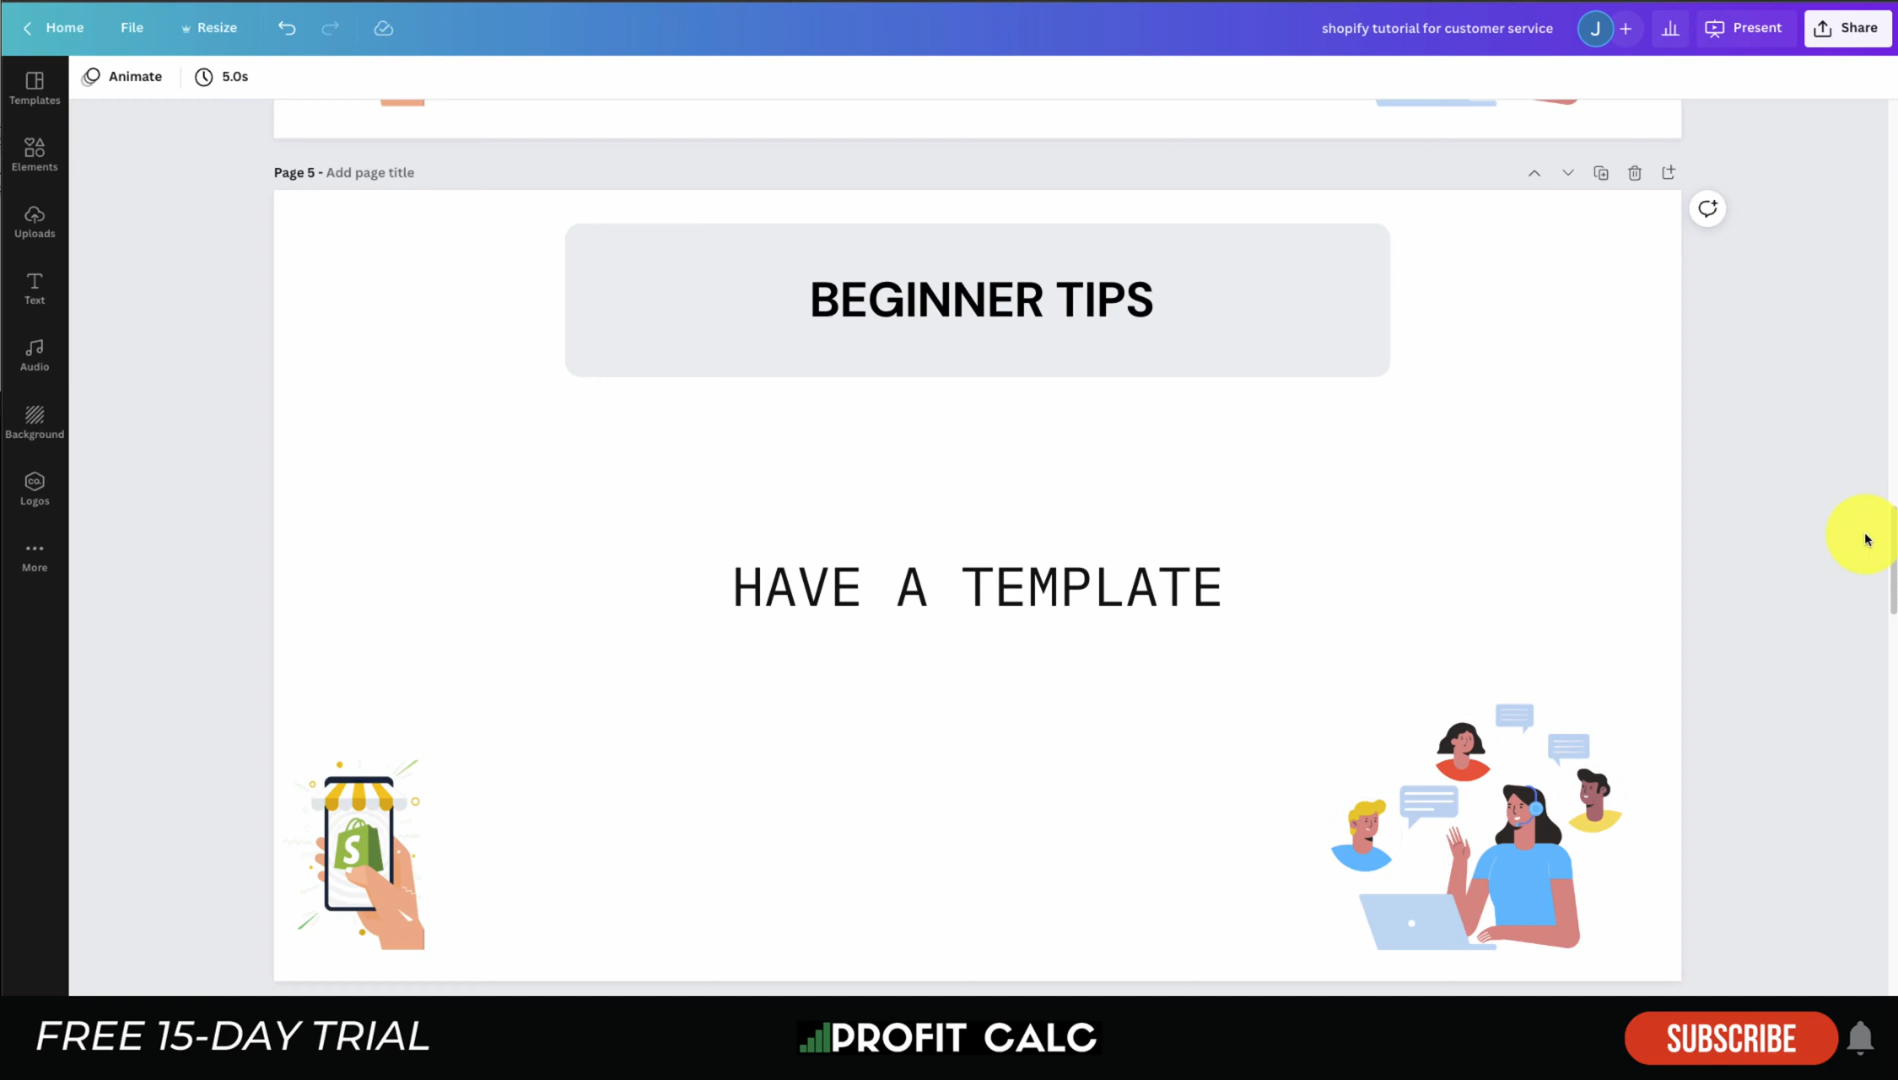 Home File Resize shopify tutorial for customer service J + Present Share
Animate 5.0s
Templates
Elements
Uploads
Text
Audio
Background
CO.
Logos
More
Page 5 - Add page title
BEGINNER TIPS
HAVE A TEMPLATE
S
FREE 15-DAY TRIAL
PROFIT CALC
SUBSCRIBE